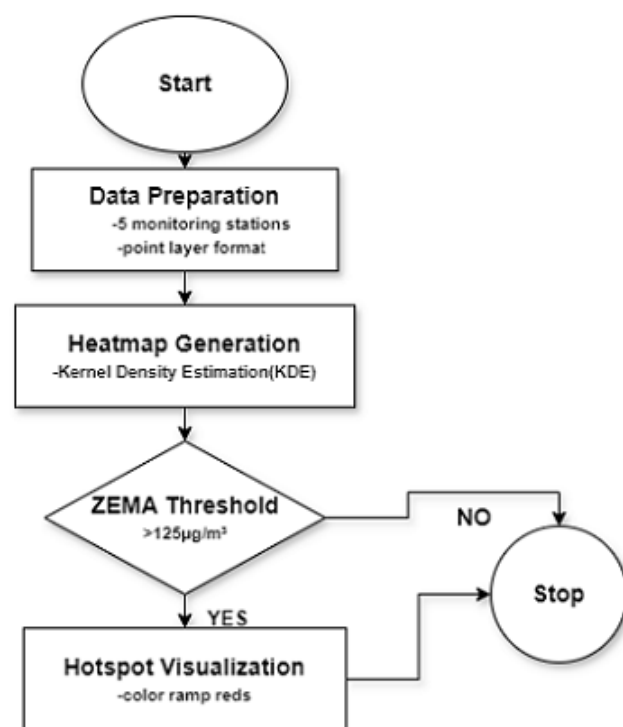 Start
Data Preparation
-5 monitoring stations
-point layer format
Heatmap Generation
-Kernel Density Estimation(KDE)
ZEMA Threshold
>125μg/m³
NO
Stop
YES
Hotspot Visualization
-color ramp reds